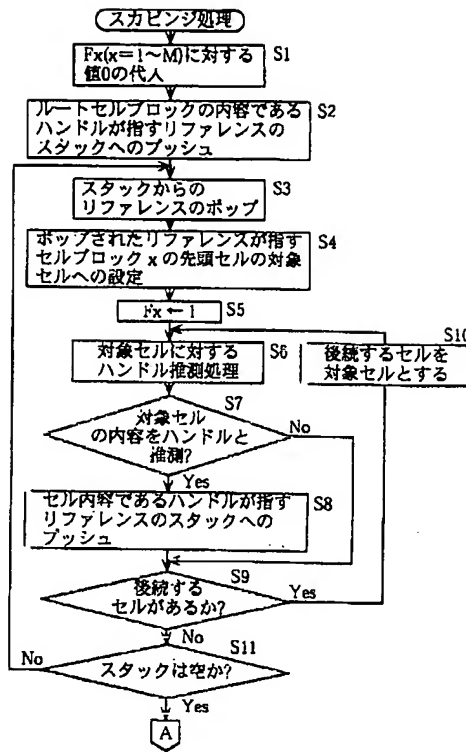 スカビンジ処理
Fx(x=1~M)に対する
値0の代入
S1
ルートセルブロックの内容である
ハンドルが指すリファレンスの
スタックへのプッシュ
S2
スタックからの
リファレンスのポップ
S3
ポップされたリファレンスが指す
セルブロック x の先頭セルの対象
セルへの設定
S4
Fx ← 1
S5
対象セルに対する
ハンドル推測処理
S6
S10
後続するセルを
対象セルとする
S7
対象セル
の内容をハンドルと
推測?
No
Yes
セル内容であるハンドルが指す
リファレンスのスタックへの
プッシュ
S8
S9
後続する
セルがあるか?
Yes
No
S11
スタックは空か?
No
Yes
A